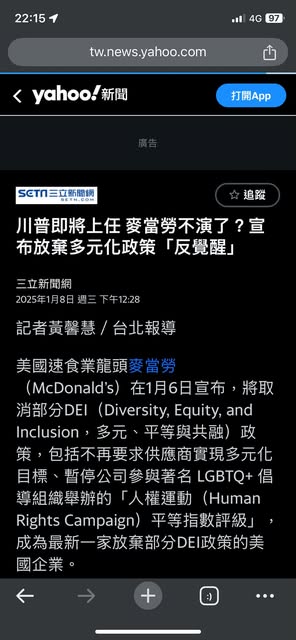 22:15
4G
97
tw.news.yahoo.com
yahoo!新聞
打開App
廣告
SETN三立新聞網
SETN.COM
追蹤
川普即將上任 麥當勞不演了？宣
布放棄多元化政策「反覺醒」
三立新聞網
2025年1月8日 週三 下午12:28
記者黃馨慧／台北報導
美國速食業龍頭麥當勞
（McDonald's）在1月6日宣布，將取
消部分DEI（Diversity, Equity, and
Inclusion，多元、平等與共融）政
策，包括不再要求供應商實現多元化
目標、暫停公司參與著名 LGBTQ+ 倡
導組織舉辦的「人權運動（Human
Rights Campaign）平等指數評級」，
成為最新一家放棄部分DEI政策的美
國企業。
:)